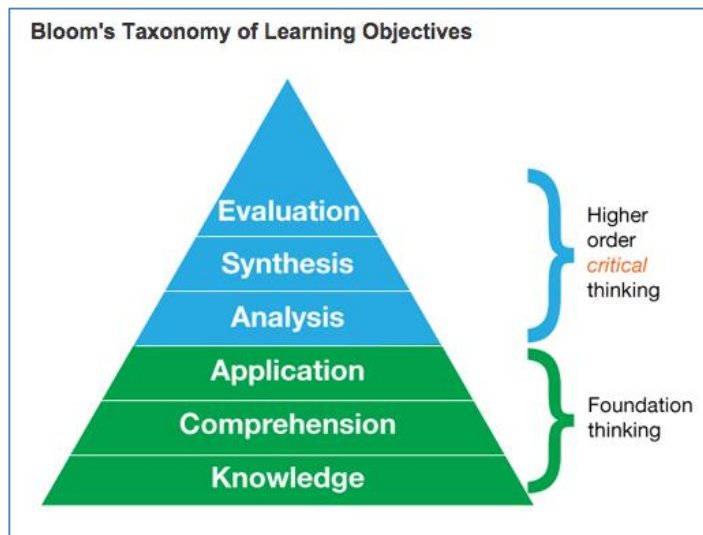 Bloom's Taxonomy of Learning Objectives
Evaluation
Synthesis
Analysis
Application
Comprehension
Knowledge
Higher
order
critical
thinking
Foundation
thinking